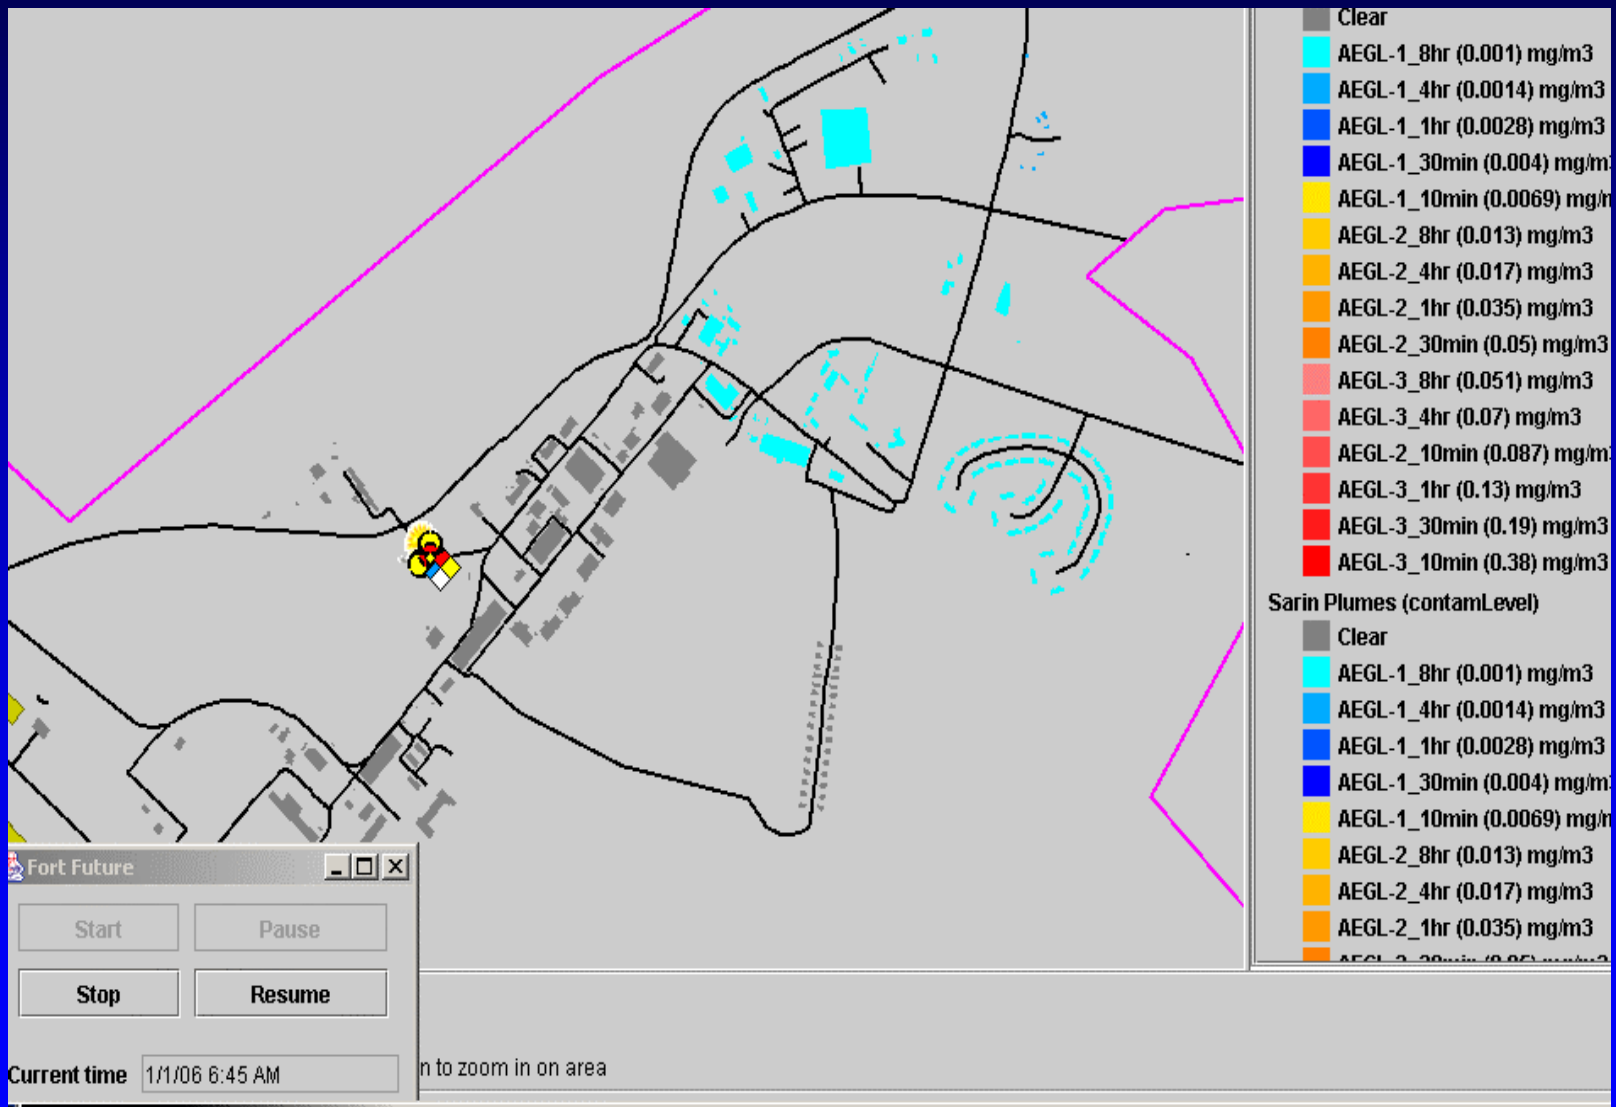 Clear
AEGL-1_8hr (0.001) mg/m3
AEGL-1_4hr (0.0014) mg/m3
AEGL-1_1hr (0.0028) mg/m3
AEGL-1_30min (0.004) mg/m
AEGL-1_10min (0.0069) mg/m
AEGL-2_8hr (0.013) mg/m3
AEGL-2_4hr (0.017) mg/m3
AEGL-2_1hr (0.035) mg/m3
AEGL-2_30min (0.05) mg/m3
AEGL-3_8hr (0.051) mg/m3
AEGL-3_4hr (0.07) mg/m3
AEGL-2_10min (0.087) mg/m
AEGL-3_1hr (0.13) mg/m3
AEGL-3_30min (0.19) mg/m3
AEGL-3_10min (0.38) mg/m3
Sarin Plumes (contamLevel)
Clear
AEGL-1_8hr (0.001) mg/m3
AEGL-1_4hr (0.0014) mg/m3
AEGL-1_1hr (0.0028) mg/m3
AEGL-1_30min (0.004) mg/m
AEGL-1_10min (0.0069) mg/m
AEGL-2_8hr (0.013) mg/m3
AEGL-2_4hr (0.017) mg/m3
AEGL-2_1hr (0.035) mg/m3
Fort Future
Start Pause
Stop Resume
Current time 1/1/06 6:45 AM
n to zoom in on area